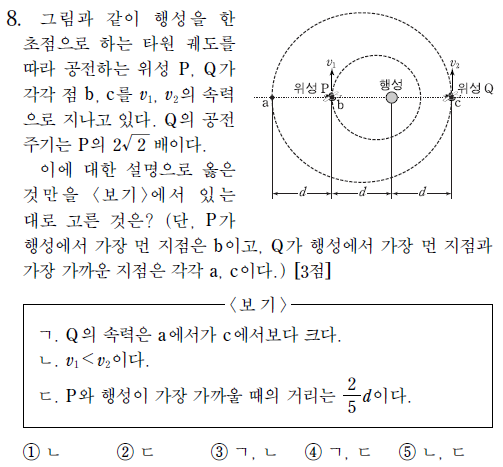 8. 그림과 같이 행성을 한
초점으로 하는 타원 궤도를
따라 공전하는 위성 P, Q가
각각 점 b, c를 v₁, v₂의 속력
으로 지나고 있다. Q의 공전
주기는 P의 2√2 배이다.
이에 대한 설명으로 옳은
것만을 <보기>에서 있는
대로 고른 것은? (단, P가
행성에서 가장 먼 지점은 b이고, Q가 행성에서 가장 먼 지점과
가장 가까운 지점은 각각 a, c이다.) [3점]
v₁
v₂
위성 P
행성
위성 Q
a
b
c
d
d
d
<보기>
ㄱ. Q의 속력은 a에서가 c에서보다 크다.
ㄴ. v₁<v₂이다.
ㄷ. P와 행성이 가장 가까울 때의 거리는 2/5 d이다.
① ㄴ ② ㄷ ③ ㄱ, ㄴ ④ ㄱ, ㄷ ⑤ ㄴ, ㄷ